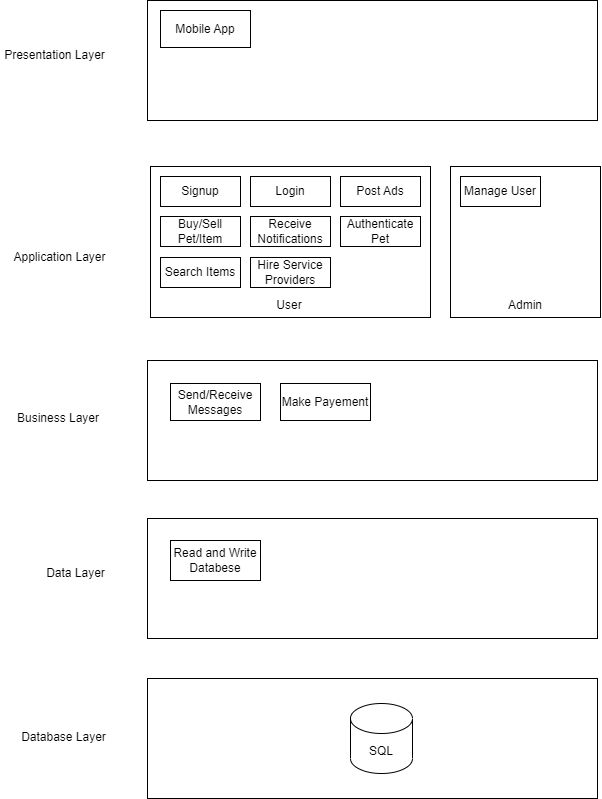 Mobile App
Presentation Layer
Signup
Login
Post Ads
Manage User
Buy/Sell
Pet/Item
Receive
Notifications
Authenticate
Pet
Application Layer
Search Items
Hire Service
Providers
User
Admin
Business Layer
Send/Receive
Messages
Make Payement
Data Layer
Read and Write
Databese
Database Layer
SQL